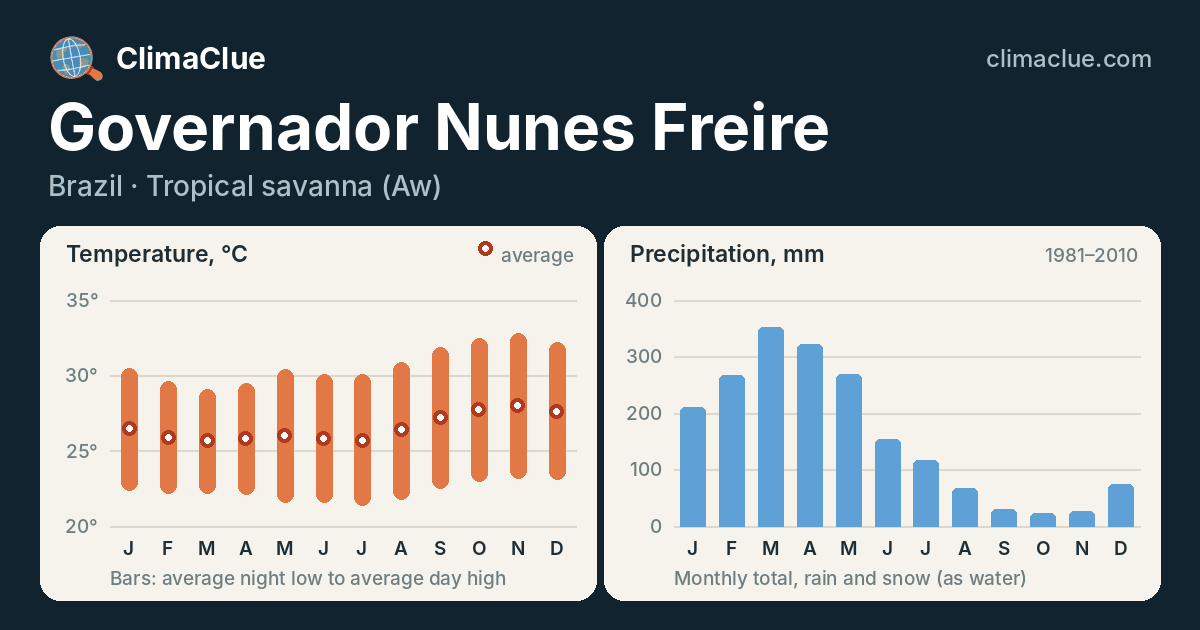 ClimaClue
climaclue.com
Governador Nunes Freire
Brazil · Tropical savanna (Aw)
Temperature, °C
average
35°
30°
25°
20°
J F M A M J J A S O N D
Bars: average night low to average day high
Precipitation, mm
1981–2010
400
300
200
100
0
J F M A M J J A S O N D
Monthly total, rain and snow (as water)